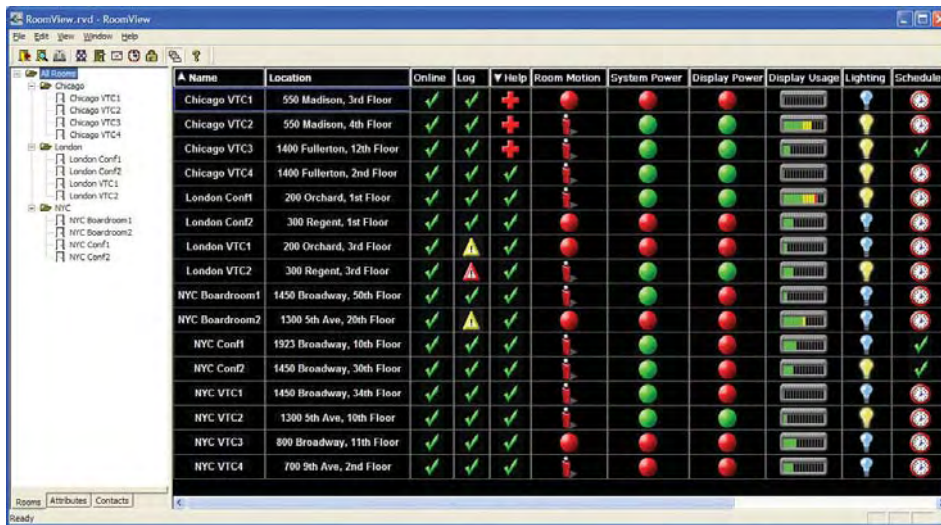 RoomView.rvd - RoomView
File Edit View Window Help
All Rooms
Chicago
Chicago VTC1
Chicago VTC2
Chicago VTC3
Chicago VTC4
London
London Conf1
London Conf2
London VTC1
London VTC2
NYC
NYC Boardroom1
NYC Boardroom2
NYC Conf1
NYC Conf2
Name Location Online Log Help Room Motion System Power Display Power Display Usage Lighting Schedule
Chicago VTC1 550 Madison, 3rd Floor
Chicago VTC2 550 Madison, 4th Floor
Chicago VTC3 1400 Fullerton, 12th Floor
Chicago VTC4 1400 Fullerton, 2nd Floor
London Conf1 200 Orchard, 1st Floor
London Conf2 300 Regent, 1st Floor
London VTC1 200 Orchard, 3rd Floor
London VTC2 300 Regent, 3rd Floor
NYC Boardroom1 1450 Broadway, 50th Floor
NYC Boardroom2 1300 5th Ave, 20th Floor
NYC Conf1 1923 Broadway, 10th Floor
NYC Conf2 1450 Broadway, 30th Floor
NYC VTC1 1450 Broadway, 34th Floor
NYC VTC2 1300 5th Ave, 10th Floor
NYC VTC3 800 Broadway, 11th Floor
NYC VTC4 700 9th Ave, 2nd Floor
Rooms Attributes Contacts
Ready